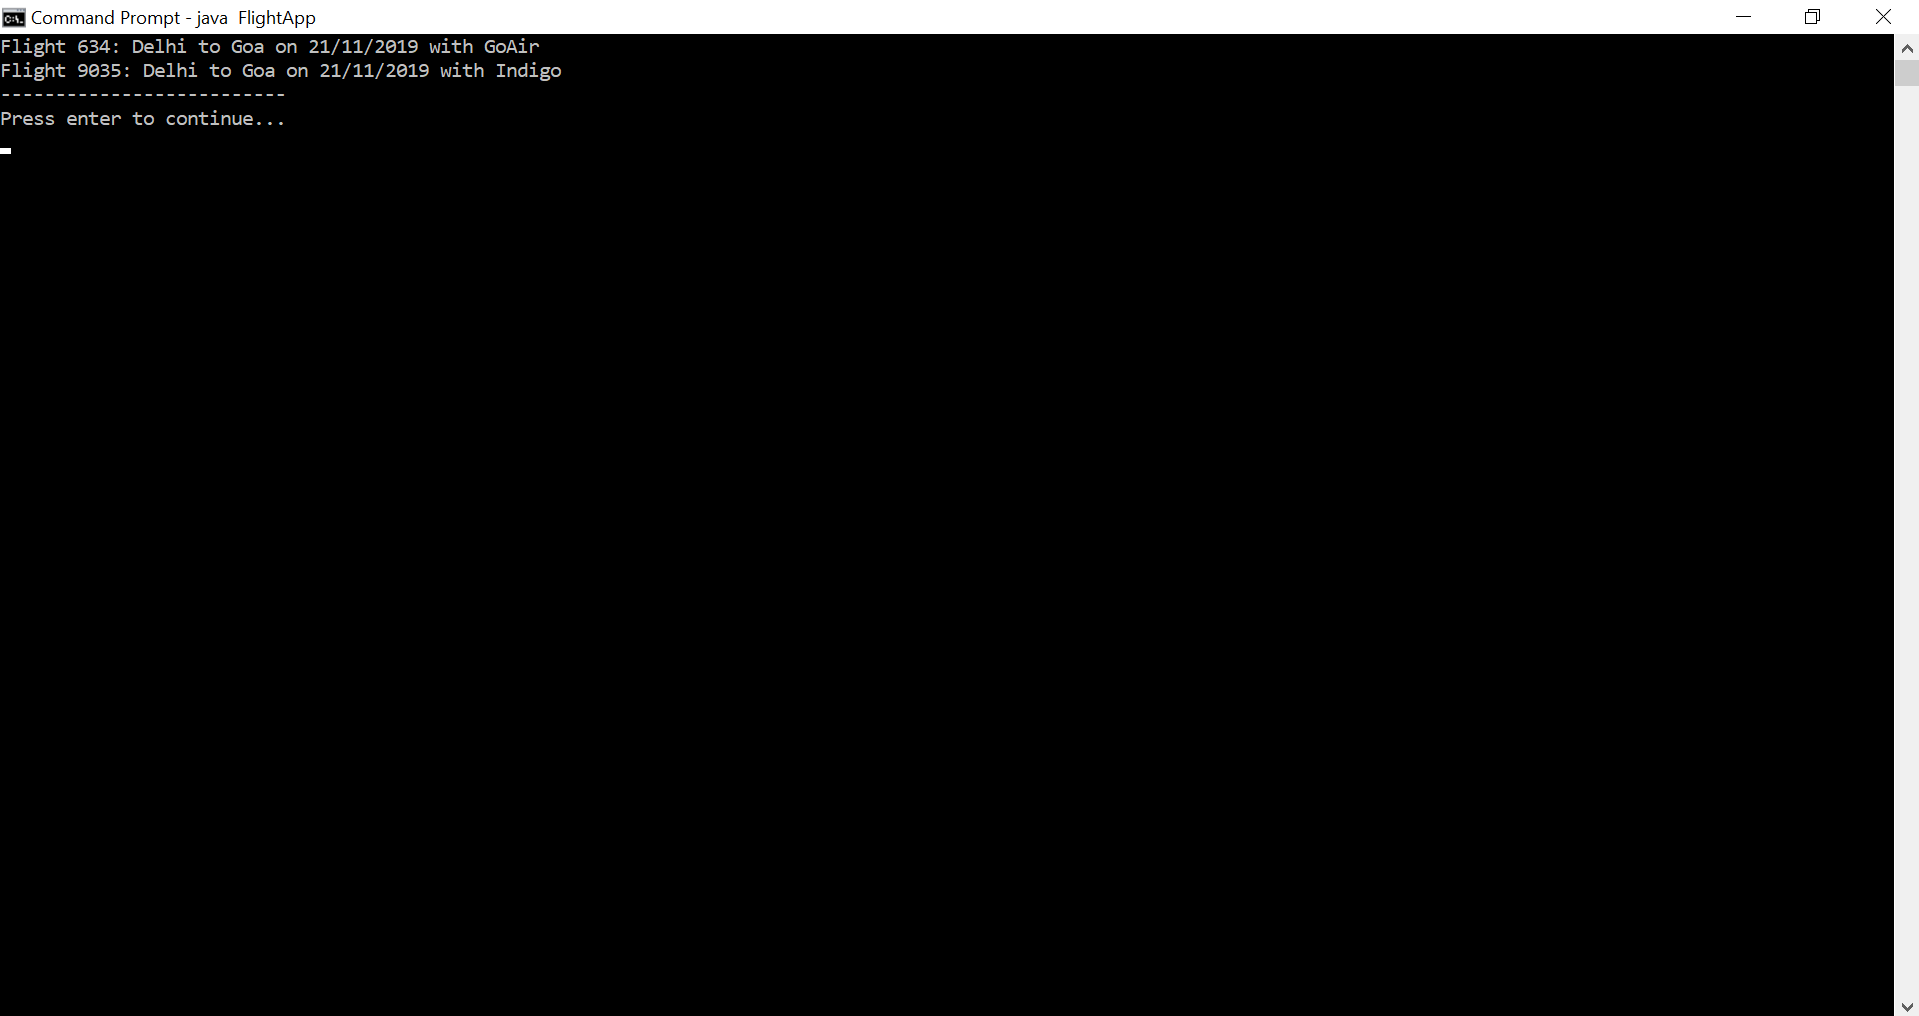 Command Prompt - java  FlightApp
Flight 634: Delhi to Goa on 21/11/2019 with GoAir
Flight 9035: Delhi to Goa on 21/11/2019 with Indigo
--------------------------
Press enter to continue...